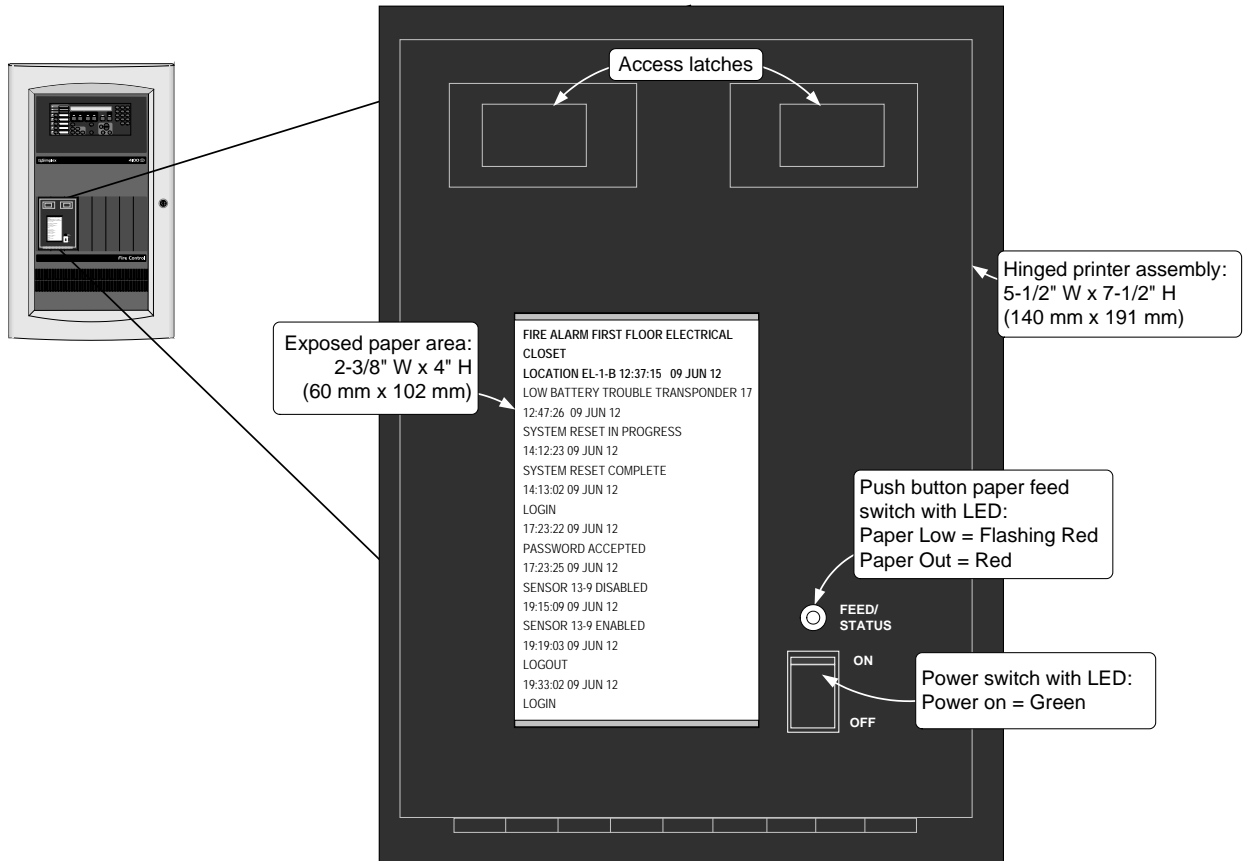 Access latches
Hinged printer assembly:
5-1/2" W x 7-1/2" H
(140 mm x 191 mm)
Exposed paper area:
2-3/8" W x 4" H
(60 mm x 102 mm)
FIRE ALARM FIRST FLOOR ELECTRICAL
CLOSET
LOCATION EL-1-B 12:37:15 09 JUN 12
LOW BATTERY TROUBLE TRANSPONDER 17
12:47:26 09 JUN 12
SYSTEM RESET IN PROGRESS
14:12:23 09 JUN 12
SYSTEM RESET COMPLETE
14:13:02 09 JUN 12
LOGIN
17:23:22 09 JUN 12
PASSWORD ACCEPTED
17:23:25 09 JUN 12
SENSOR 13-9 DISABLED
19:15:09 09 JUN 12
SENSOR 13-9 ENABLED
19:19:03 09 JUN 12
LOGOUT
19:33:02 09 JUN 12
LOGIN
Push button paper feed
switch with LED:
Paper Low = Flashing Red
Paper Out = Red
FEED/
STATUS
ON
OFF
Power switch with LED:
Power on = Green
Fire Control